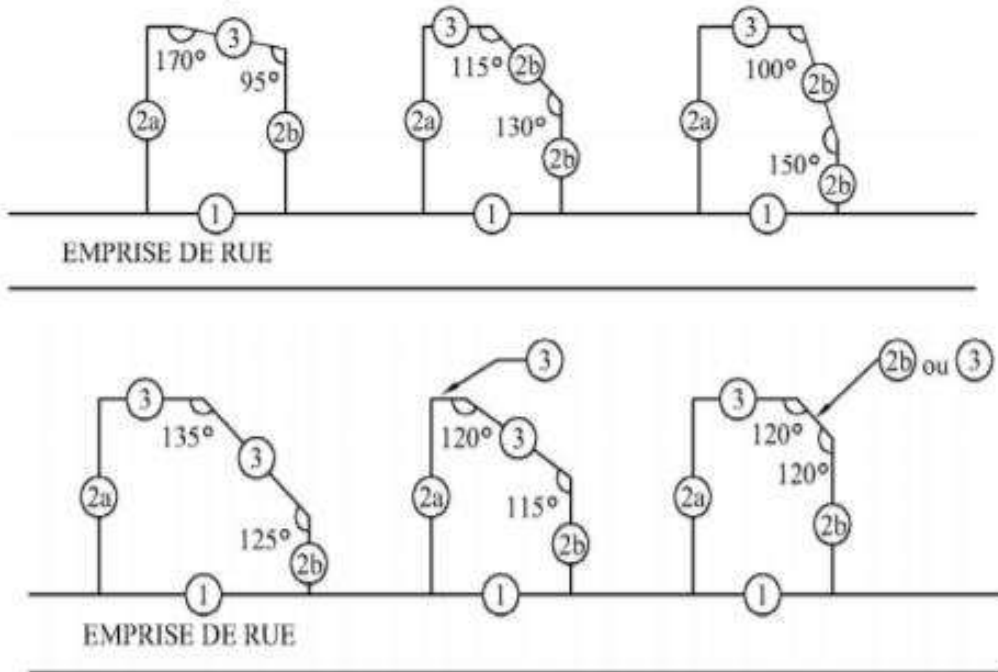 3 3 3
170° 95° 115° 2b 100° 2b
2a 2b 2a 130° 2b 2a 150° 2b
1 1 1
EMPRISE DE RUE
3 2b ou 3
3 3
135° 3 120° 3 120°
2a 125° 2b 2a 115° 2b 2a 120° 2b
1 1 1
EMPRISE DE RUE